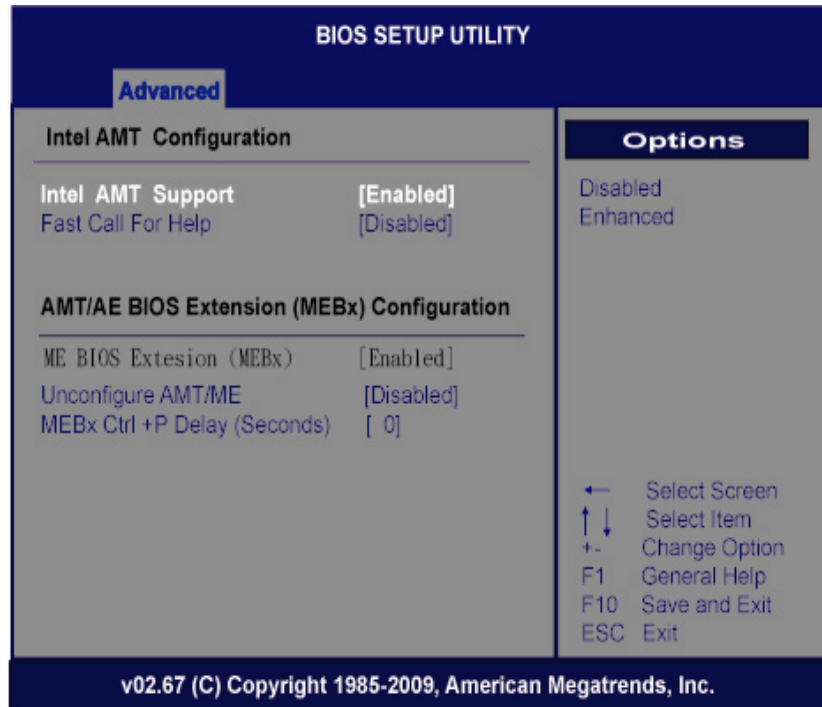 BIOS SETUP UTILITY
Advanced
Intel AMT Configuration
Intel AMT Support [Enabled]
Fast Call For Help [Disabled]
AMT/AE BIOS Extension (MEBx) Configuration
ME BIOS Extesion (MEBx) [Enabled]
Unconfigure AMT/ME [Disabled]
MEBx Ctrl +P Delay (Seconds) [ 0]
Options
Disabled
Enhanced
← Select Screen
↑↓ Select Item
+- Change Option
F1 General Help
F10 Save and Exit
ESC Exit
v02.67 (C) Copyright 1985-2009, American Megatrends, Inc.